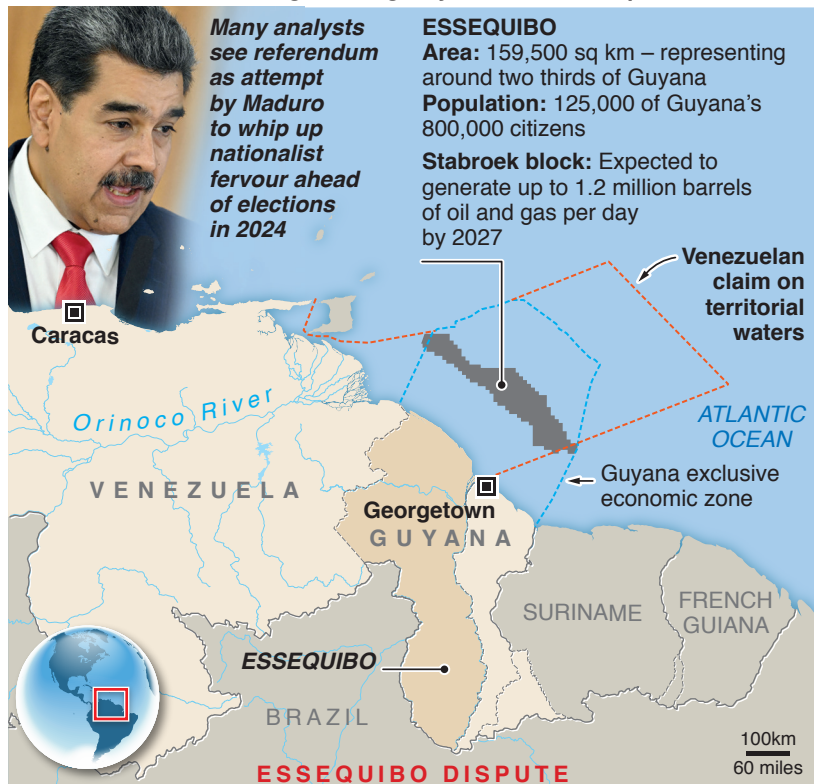 Many analysts
see referendum
as attempt
by Maduro
to whip up
nationalist
fervour ahead
of elections
in 2024
ESSEQUIBO
Area: 159,500 sq km – representing
around two thirds of Guyana
Population: 125,000 of Guyana’s
800,000 citizens
Stabroek block: Expected to
generate up to 1.2 million barrels
of oil and gas per day
by 2027
Venezuelan
claim on
territorial
waters
Caracas
Orinoco River
ATLANTIC
OCEAN
VENEZUELA
Guyana exclusive
economic zone
Georgetown
GUYANA
SURINAME
FRENCH
GUIANA
ESSEQUIBO
BRAZIL
100km
60 miles
ESSEQUIBO DISPUTE